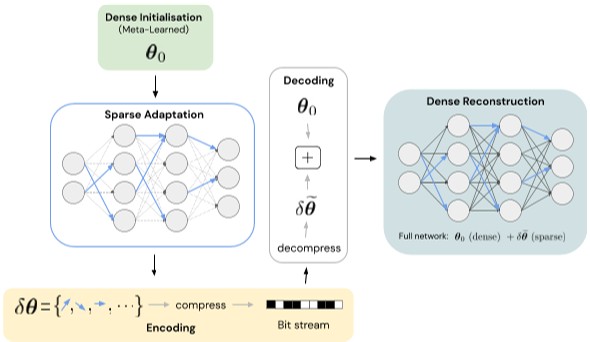 Dense Initialisation
(Meta-Learned)
θ₀
Sparse Adaptation
δθ={ , , , ···}
compress
Encoding
Bit stream
Decoding
θ₀
+
δθ̃
decompress
Dense Reconstruction
Full network: θ₀ (dense) + δθ̃ (sparse)